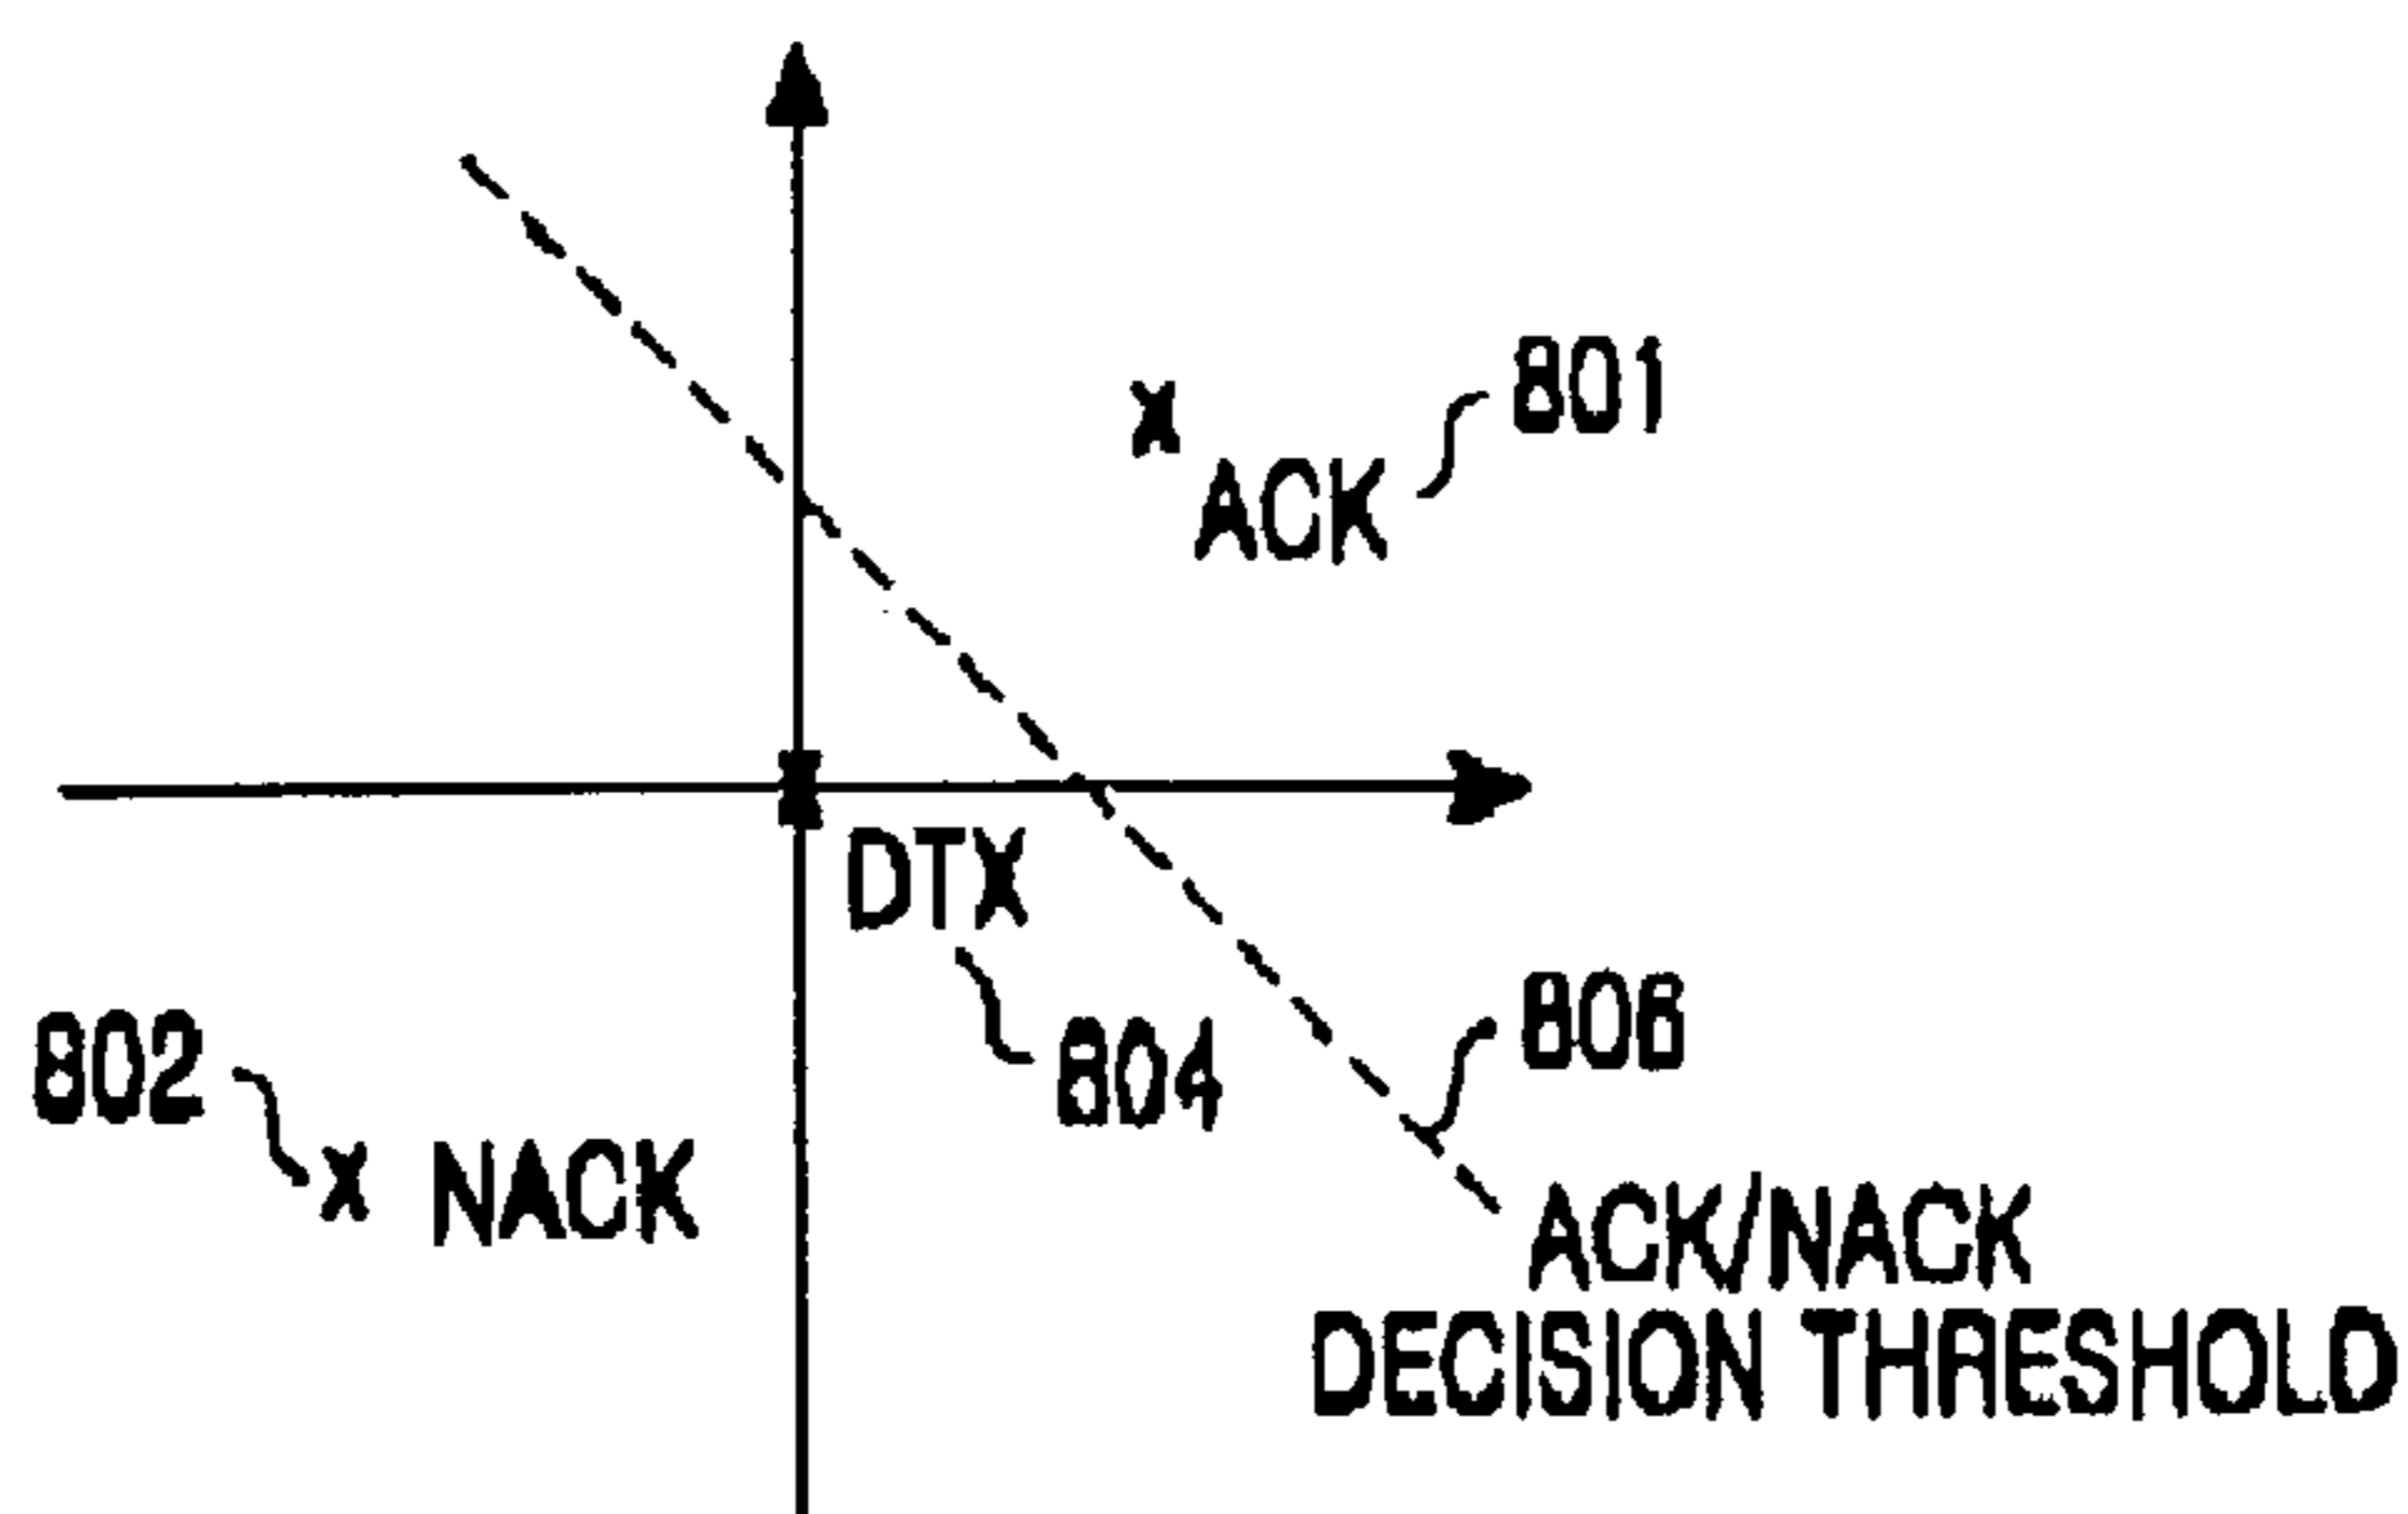 801
ACK
DTX
806
802
804
NACK
ACK/NACK
DECISION THRESHOLD